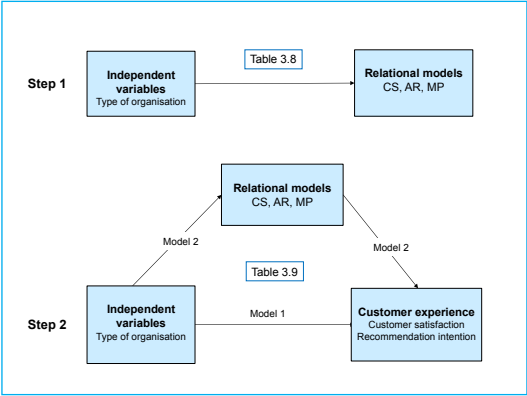 Table 3.8
Step 1
Independent
variables
Type of organisation
Relational models
CS, AR, MP
Relational models
CS, AR, MP
Model 2
Model 2
Table 3.9
Step 2
Independent
variables
Type of organisation
Model 1
Customer experience
Customer satisfaction
Recommendation intention